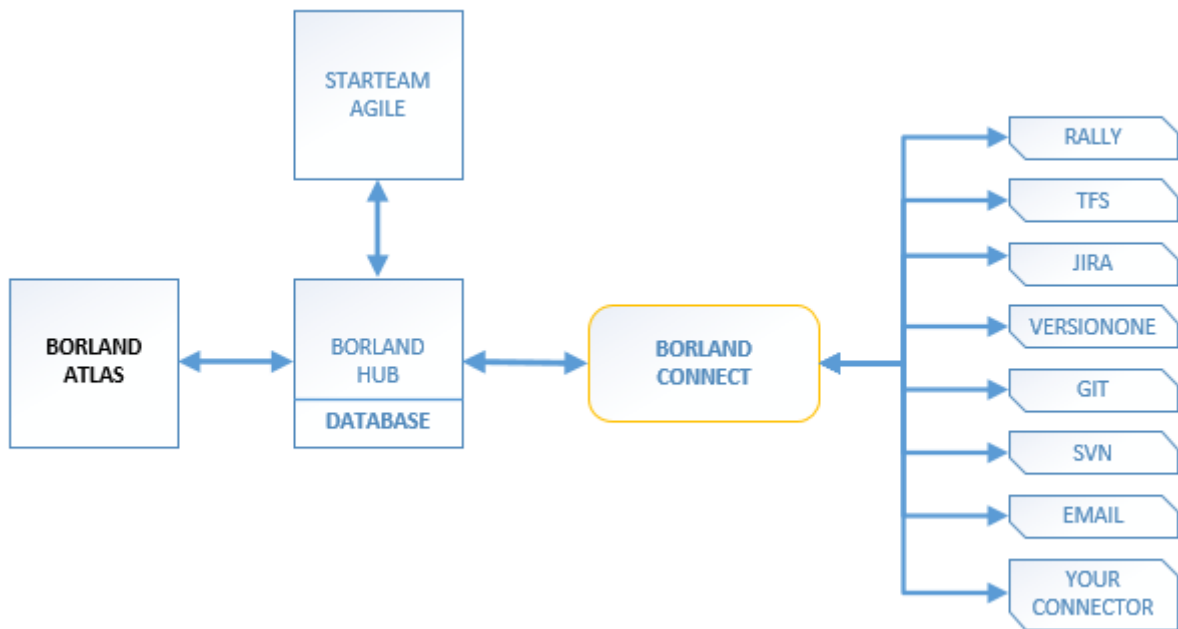 STARTEAM
AGILE
BORLAND
ATLAS
BORLAND
HUB
DATABASE
BORLAND
CONNECT
RALLY
TFS
JIRA
VERSIONONE
GIT
SVN
EMAIL
YOUR
CONNECTOR